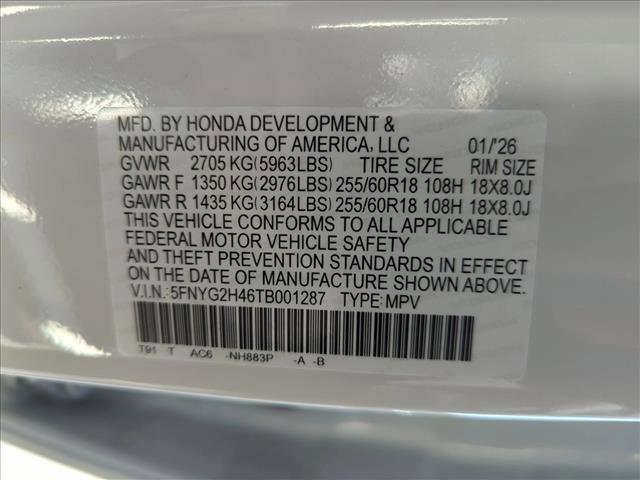 MFD. BY HONDA DEVELOPMENT &
MANUFACTURING OF AMERICA, LLC 01/'26
GVWR 2705 KG(5963LBS) TIRE SIZE RIM SIZE
GAWR F 1350 KG(2976LBS) 255/60R18 108H 18X8.0J
GAWR R 1435 KG(3164LBS) 255/60R18 108H 18X8.0J
THIS VEHICLE CONFORMS TO ALL APPLICABLE
FEDERAL MOTOR VEHICLE SAFETY
AND THEFT PREVENTION STANDARDS IN EFFECT
ON THE DATE OF MANUFACTURE SHOWN ABOVE.
V.I.N.:5FNYG2H46TB001287 TYPE:MPV
T91 T AC6 -NH883P -A -B